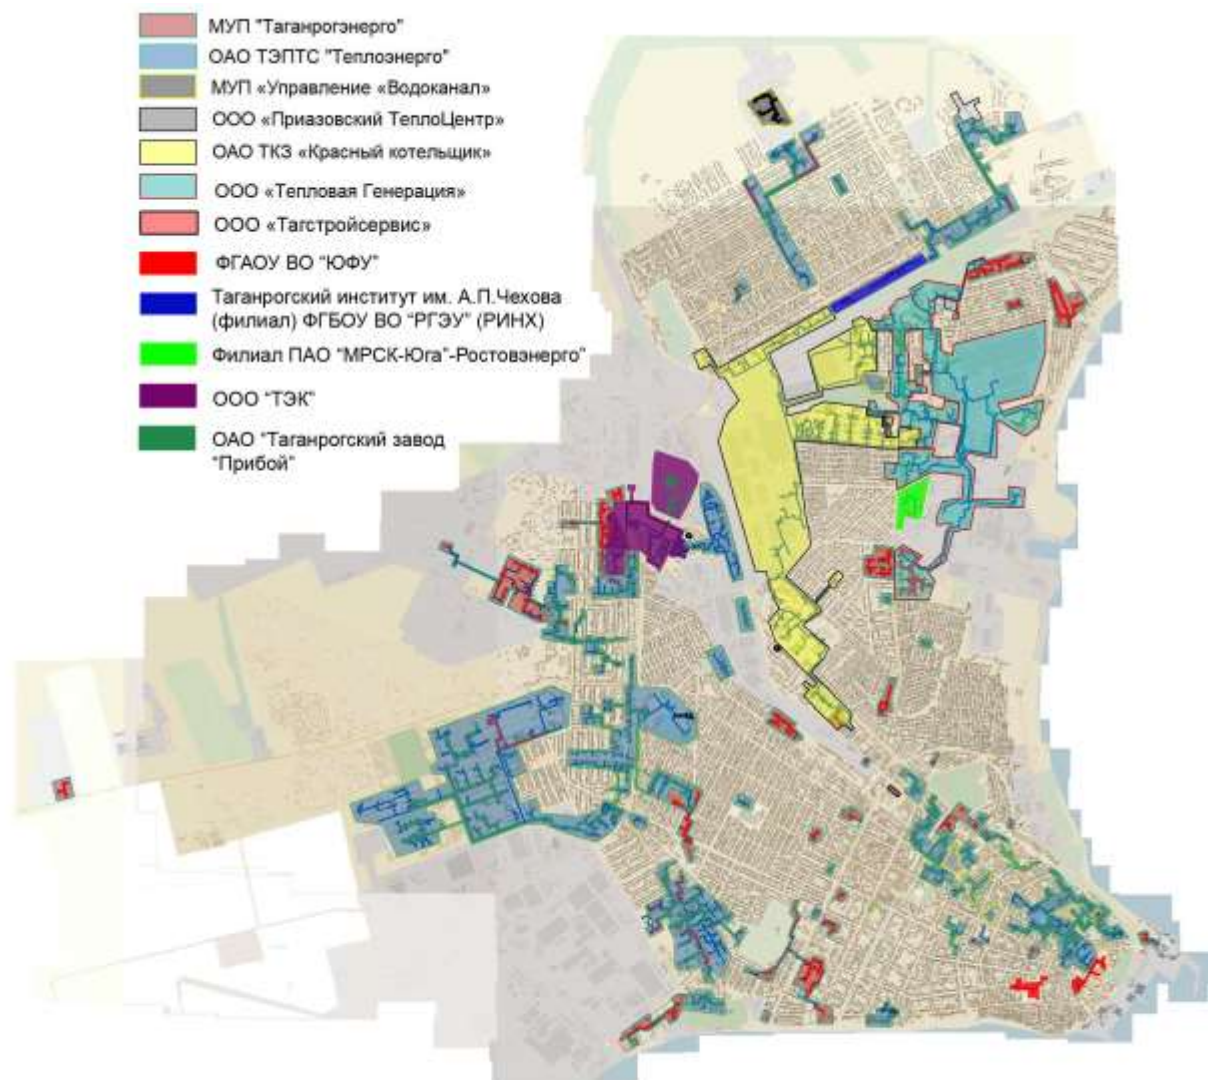 МУП "Таганрогэнерго"
ОАО ТЭПТС "Теплоэнерго"
МУП «Управление «Водоканал»
ООО «Приазовский ТеплоЦентр»
ОАО ТКЗ «Красный котельщик»
ООО «Тепловая Генерация»
ООО «Тагстройсервис»
ФГАОУ ВО "ЮФУ"
Таганрогский институт им. А.П.Чехова
(филиал) ФГБОУ ВО "РГЭУ" (РИНХ)
Филиал ПАО "МРСК-Юга"-Ростовэнерго"
ООО "ТЭК"
ОАО "Таганрогский завод
"Прибой"